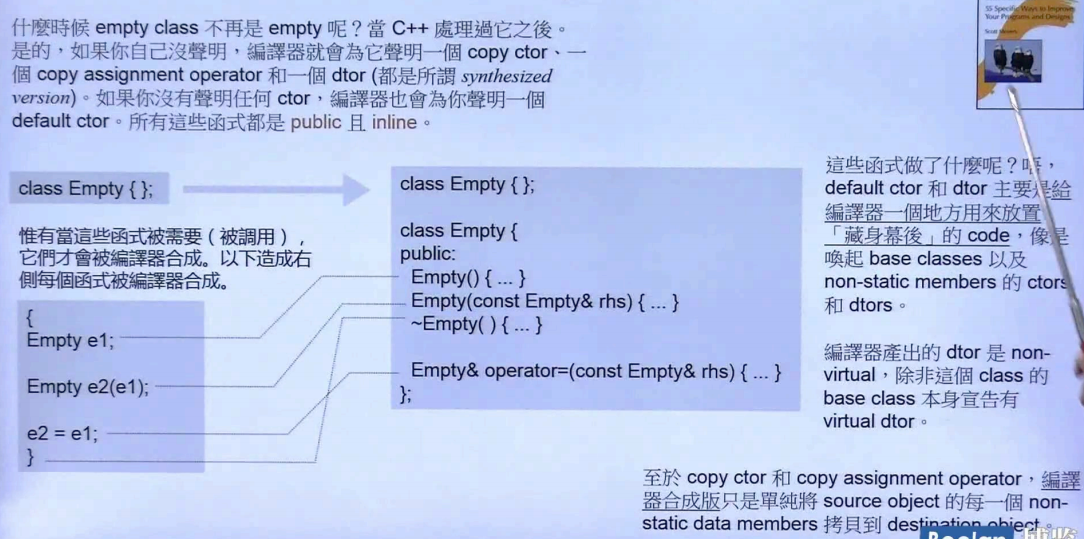 什麼時候 empty class 不再是 empty 呢？當 C++ 處理過它之後。
是的，如果你自己沒聲明，編譯器就會為它聲明一個 copy ctor、一
個 copy assignment operator 和一個 dtor (都是所謂 synthesized
version)。如果你沒有聲明任何 ctor，編譯器也會為你聲明一個
default ctor。所有這些函式都是 public 且 inline。
55 Specific Ways to Improve
Your Programs and Designs
Scott Meyers
class Empty { };
惟有當這些函式被需要（被調用），
它們才會被編譯器合成。以下造成右
側每個函式被編譯器合成。
{
Empty e1;
Empty e2(e1);
e2 = e1;
}
class Empty { };
class Empty {
public:
Empty() { ... }
Empty(const Empty& rhs) { ... }
~Empty( ) { ... }
Empty& operator=(const Empty& rhs) { ... }
};
這些函式做了什麼呢？唔，
default ctor 和 dtor 主要是給
編譯器一個地方用來放置
「藏身幕後」的 code，像是
喚起 base classes 以及
non-static members 的 ctors
和 dtors。
編譯器產出的 dtor 是 non-
virtual，除非這個 class 的
base class 本身宣告有
virtual dtor。
至於 copy ctor 和 copy assignment operator，編譯
器合成版只是單純將 source object 的每一個 non-
static data members 拷貝到 destination object。
Boolan 博览